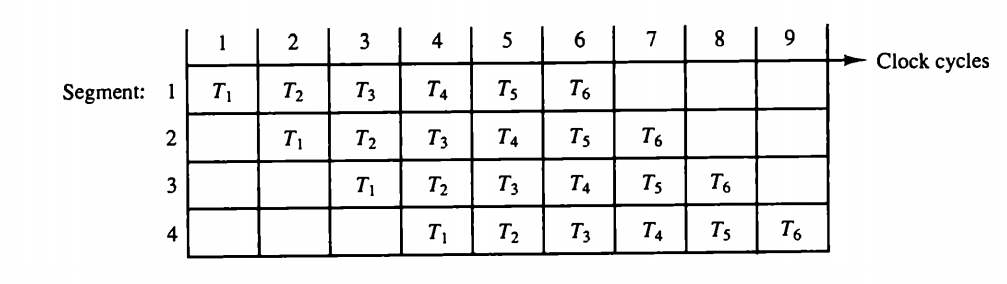 1 2 3 4 5 6 7 8 9
Clock cycles
Segment: 1 T1 T2 T3 T4 T5 T6
2 T1 T2 T3 T4 T5 T6
3 T1 T2 T3 T4 T5 T6
4 T1 T2 T3 T4 T5 T6